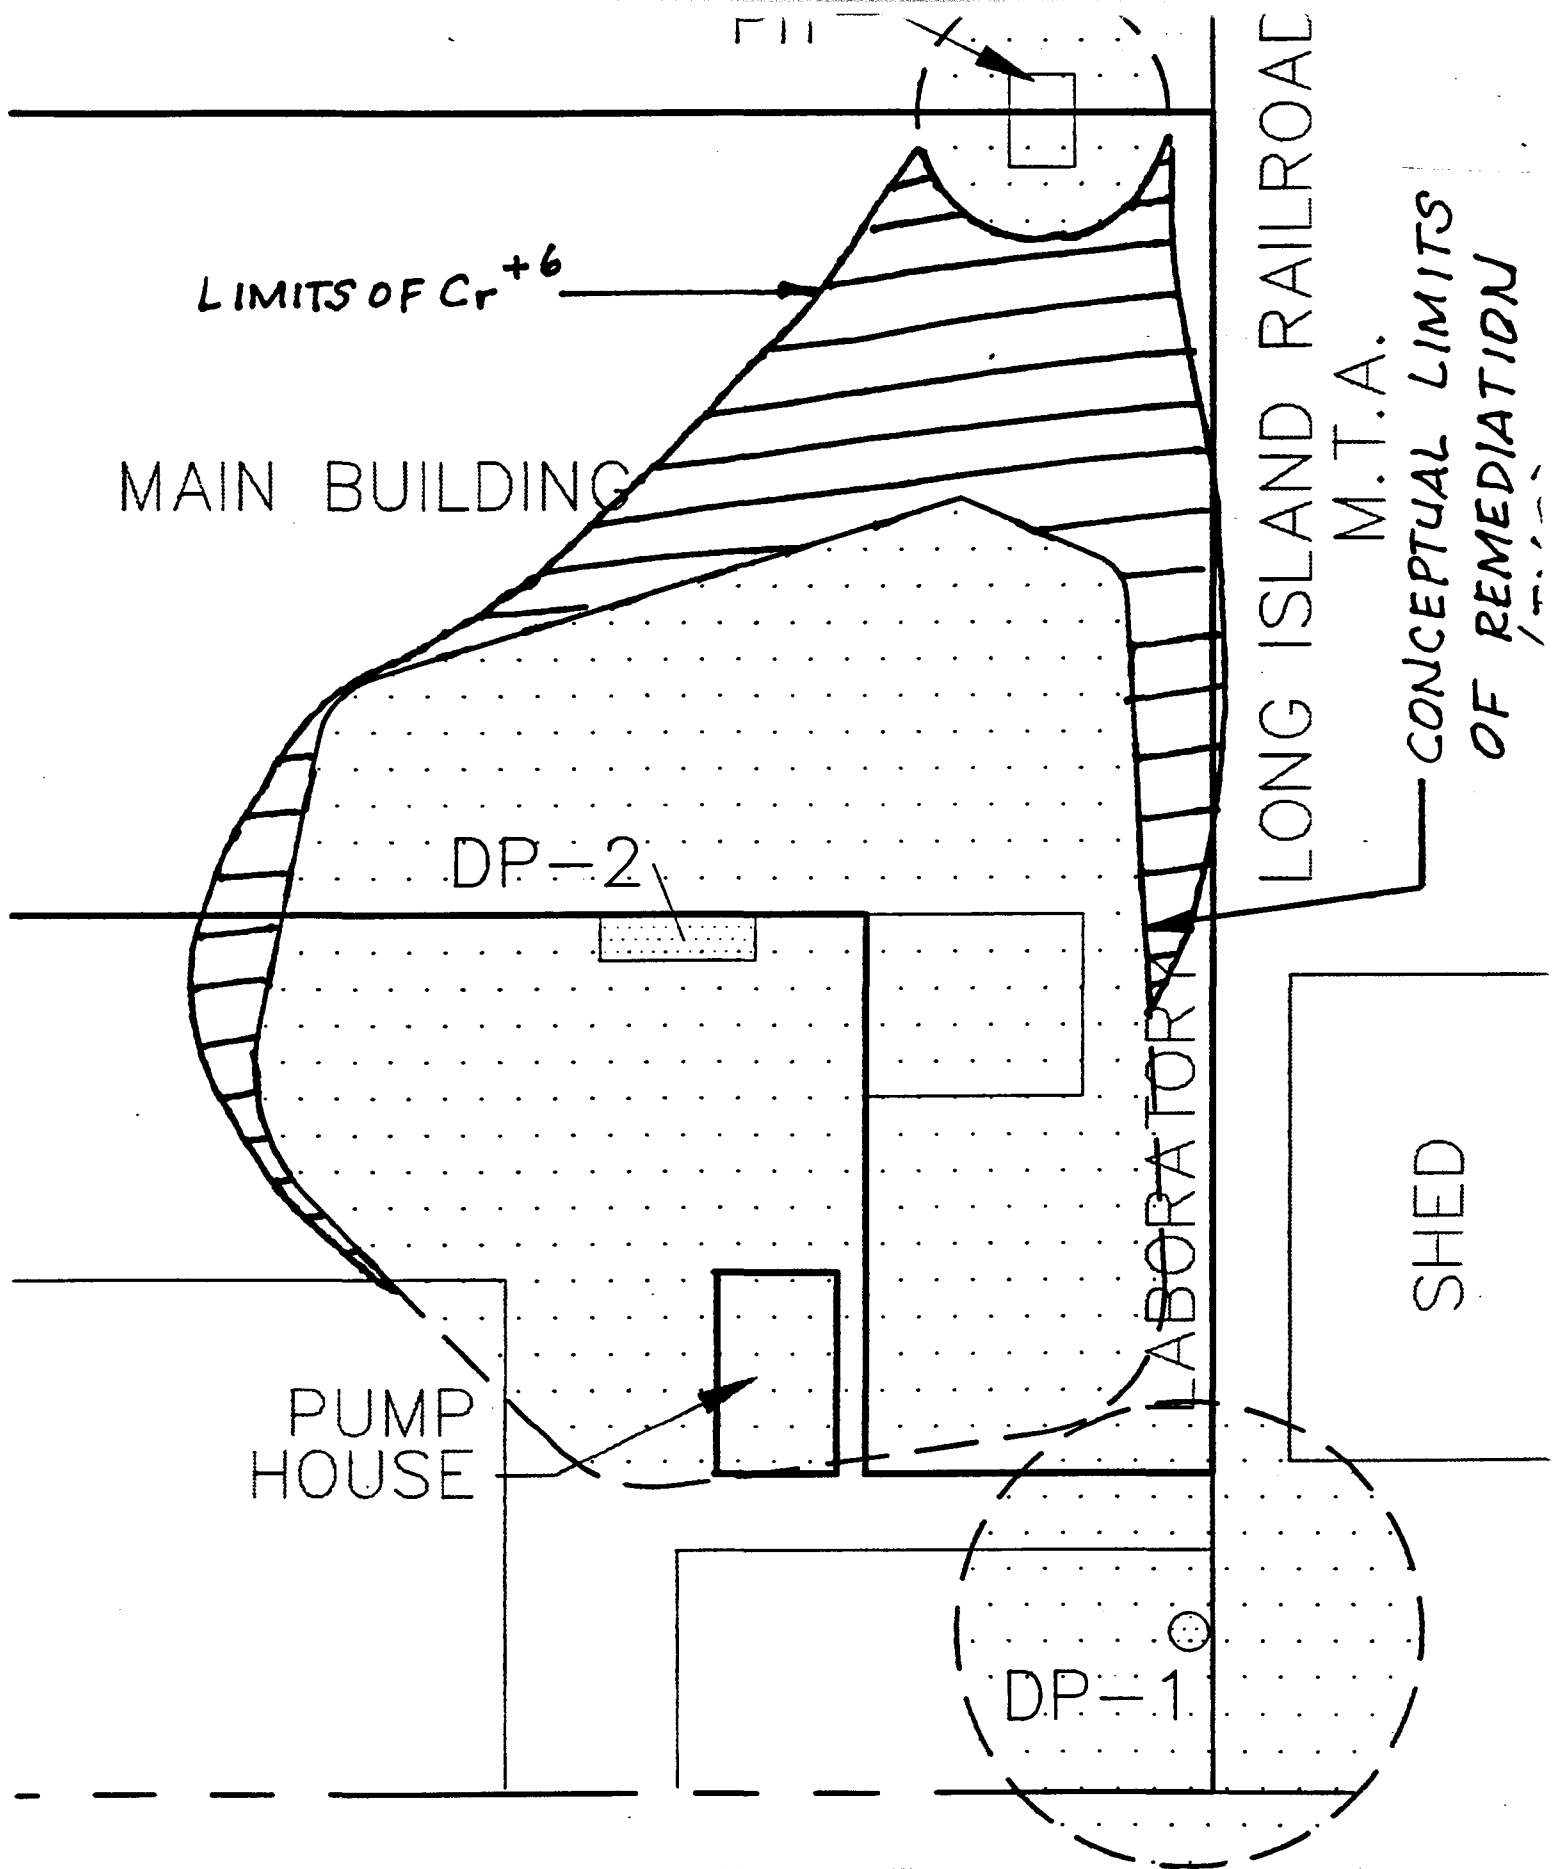 LIMITS OF Cr+6
MAIN BUILDING
LONG ISLAND RAILROAD
M.T.A.
CONCEPTUAL LIMITS
OF REMEDIATION
DP-2
LABORATORY
SHED
PUMP
HOUSE
DP-1